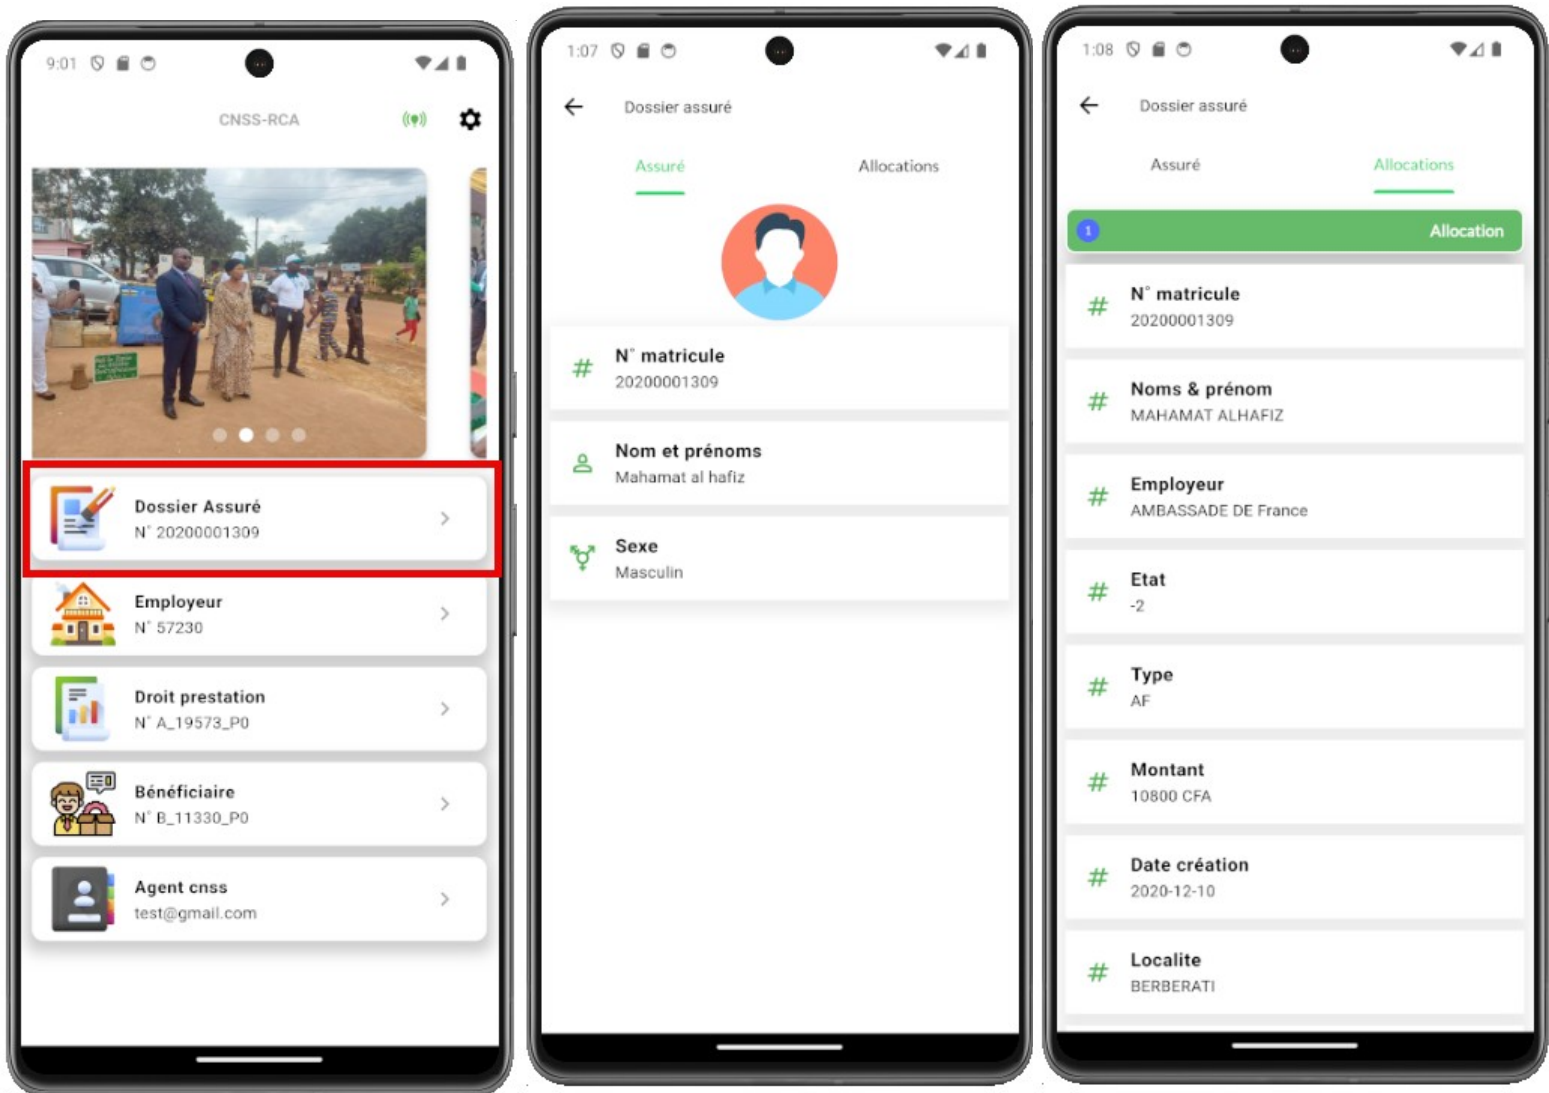 9:01
CNSS-RCA
Dossier Assuré
N° 20200001309
Employeur
N° 57230
Droit prestation
N° A_19573_P0
Bénéficiaire
N° B_11330_P0
Agent cnss
test@gmail.com
1:07
Dossier assuré
Assuré
Allocations
N° matricule
20200001309
Nom et prénoms
Mahamat al hafiz
Sexe
Masculin
1:08
Dossier assuré
Assuré
Allocations
1
Allocation
N° matricule
20200001309
Noms & prénom
MAHAMAT ALHAFIZ
Employeur
AMBASSADE DE France
Etat
-2
Type
AF
Montant
10800 CFA
Date création
2020-12-10
Localite
BERBERATI